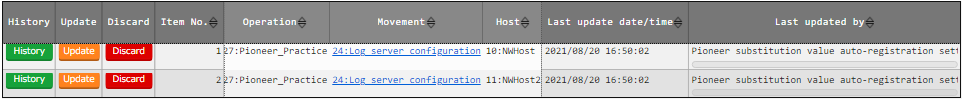 History Update Discard Item No. Operation Movement Host Last update date/time Last updated by
History Update Discard 1 27:Pioneer_Practice 24:Log server configuration 10:NWHost 2021/08/20 16:50:02 Pioneer substitution value auto-registration sett
History Update Discard 2 27:Pioneer_Practice 24:Log server configuration 11:NWHost2 2021/08/20 16:50:02 Pioneer substitution value auto-registration sett